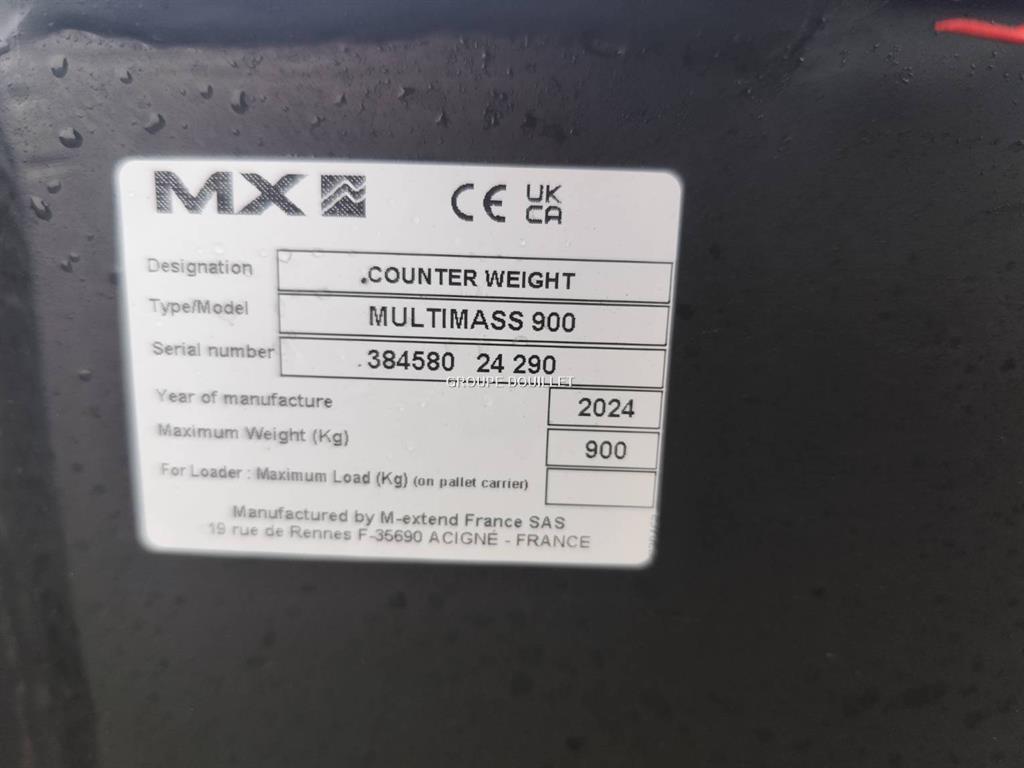 MX CE UK CA
Designation .COUNTER WEIGHT
Type/Model MULTIMASS 900
Serial number .384580 24 290
GROUPE DOUILLET
Year of manufacture 2024
Maximum Weight (Kg) 900
For Loader : Maximum Load (Kg) (on pallet carrier)
Manufactured by M-extend France SAS
19 rue de Rennes F-35690 ACIGNÉ - FRANCE